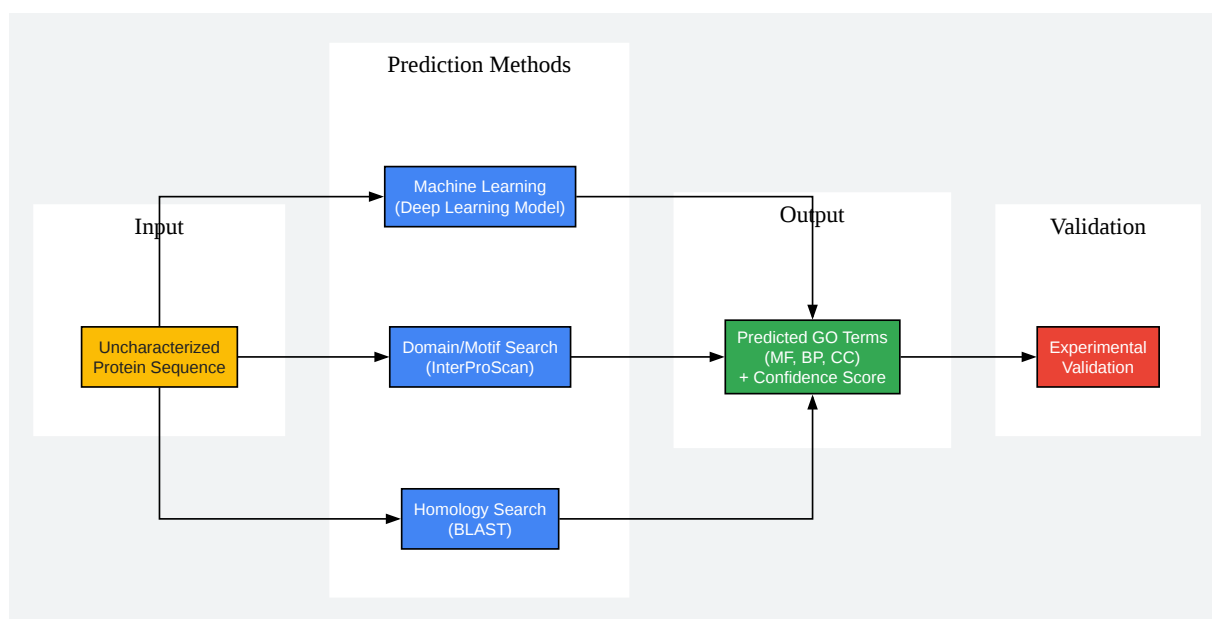 Prediction Methods
Machine Learning
(Deep Learning Model)
Input
Output
Validation
Uncharacterized
Protein Sequence
Domain/Motif Search
(InterProScan)
Predicted GO Terms
(MF, BP, CC)
+ Confidence Score
Experimental
Validation
Homology Search
(BLAST)